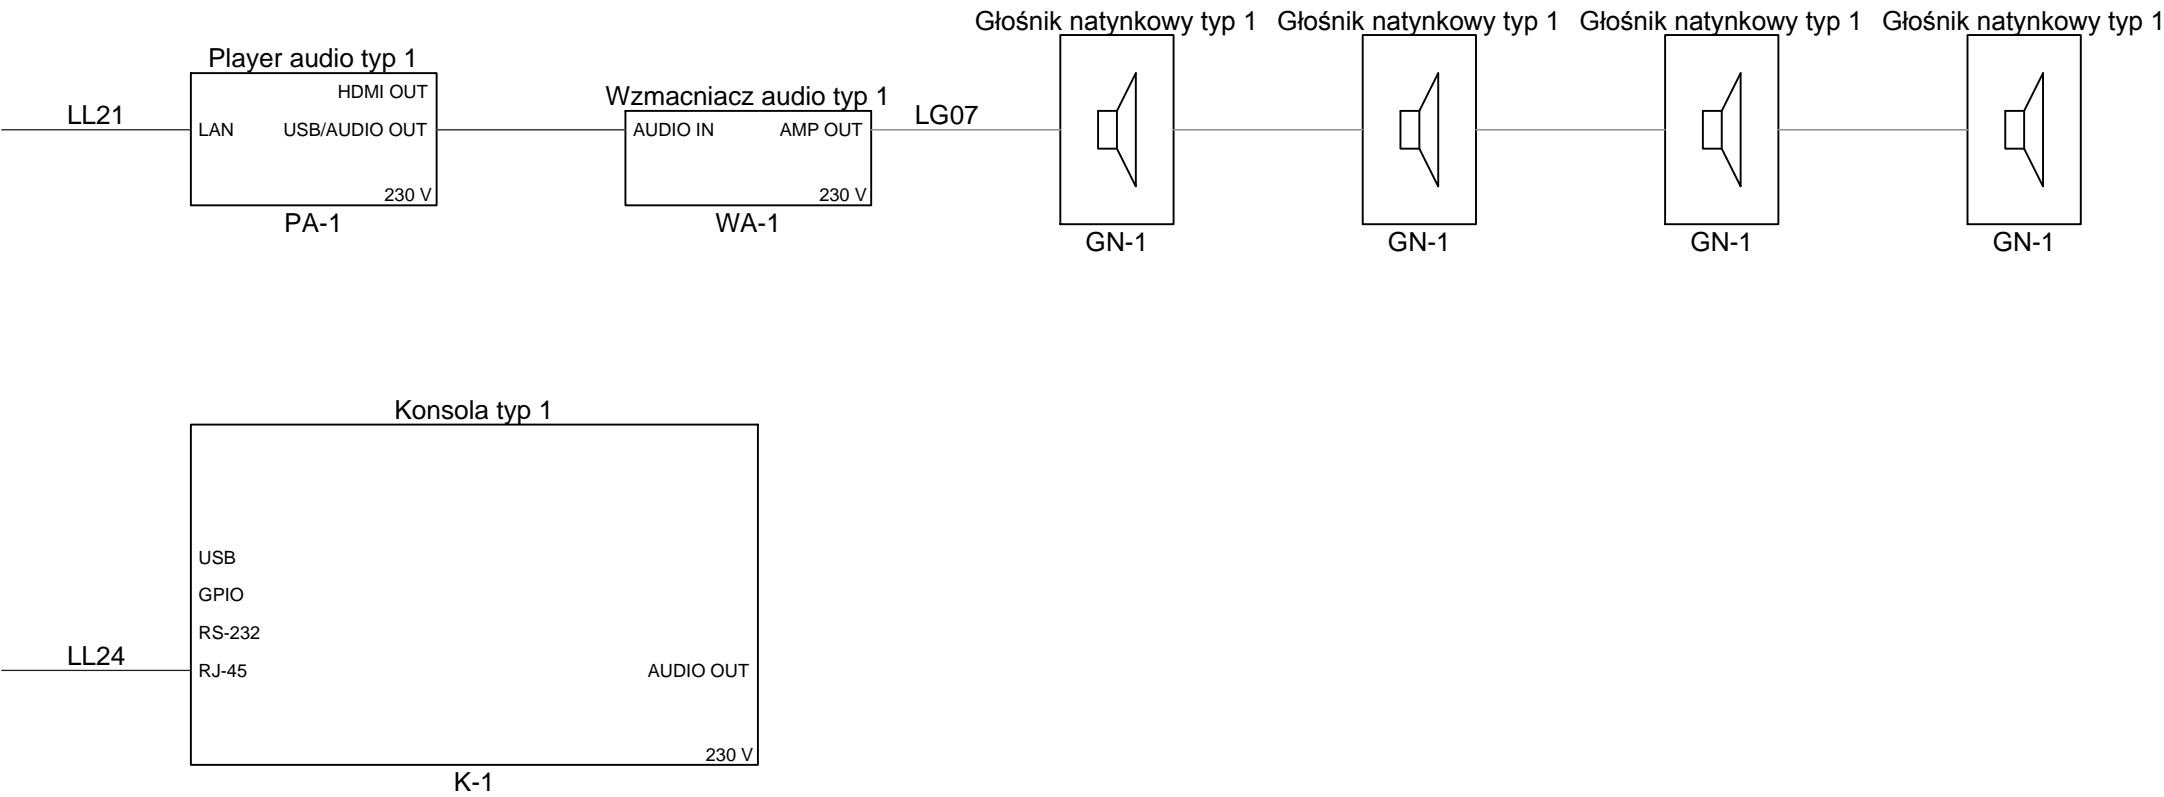 Głośnik natynkowy typ 1 Głośnik natynkowy typ 1 Głośnik natynkowy typ 1 Głośnik natynkowy typ 1
Player audio typ 1
HDMI OUT
Wzmacniacz audio typ 1
LL21
LAN USB/AUDIO OUT
AUDIO IN AMP OUT
LG07
230 V
230 V
PA-1
WA-1
GN-1 GN-1 GN-1 GN-1
Konsola typ 1
USB
GPIO
RS-232
LL24
RJ-45 AUDIO OUT
230 V
K-1